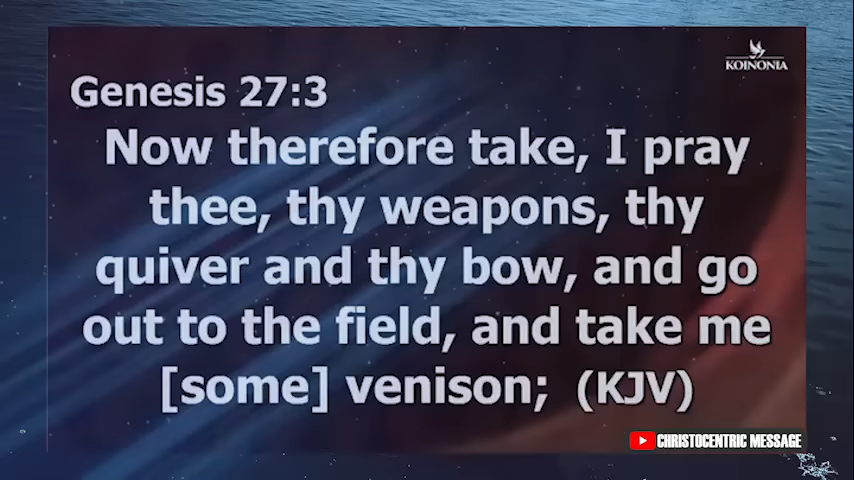 KOINONIA
Genesis 27:3
Now therefore take, I pray
thee, thy weapons, thy
quiver and thy bow, and go
out to the field, and take me
[some] venison; (KJV)
CHRISTOCENTRIC MESSAGE